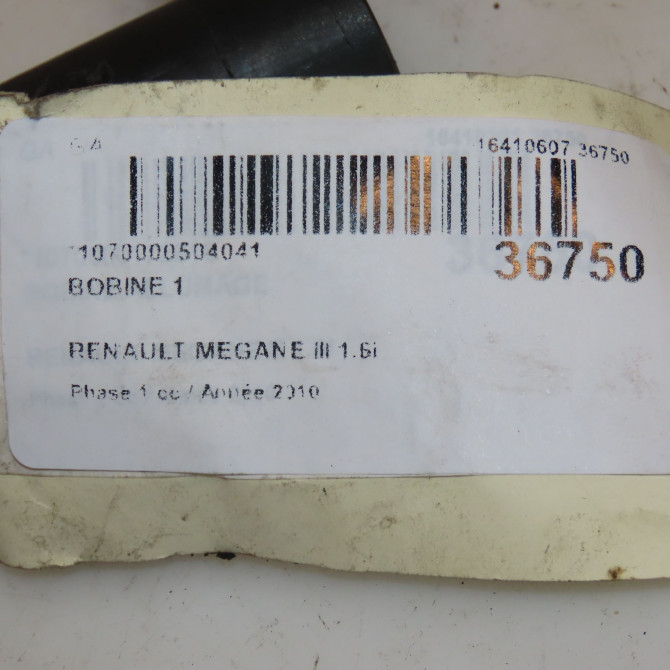 16410607 36750
*1070000504041
36750
BOBINE 1
RENAULT MEGANE III 1.6i
Phase 1 cc / Année 2010